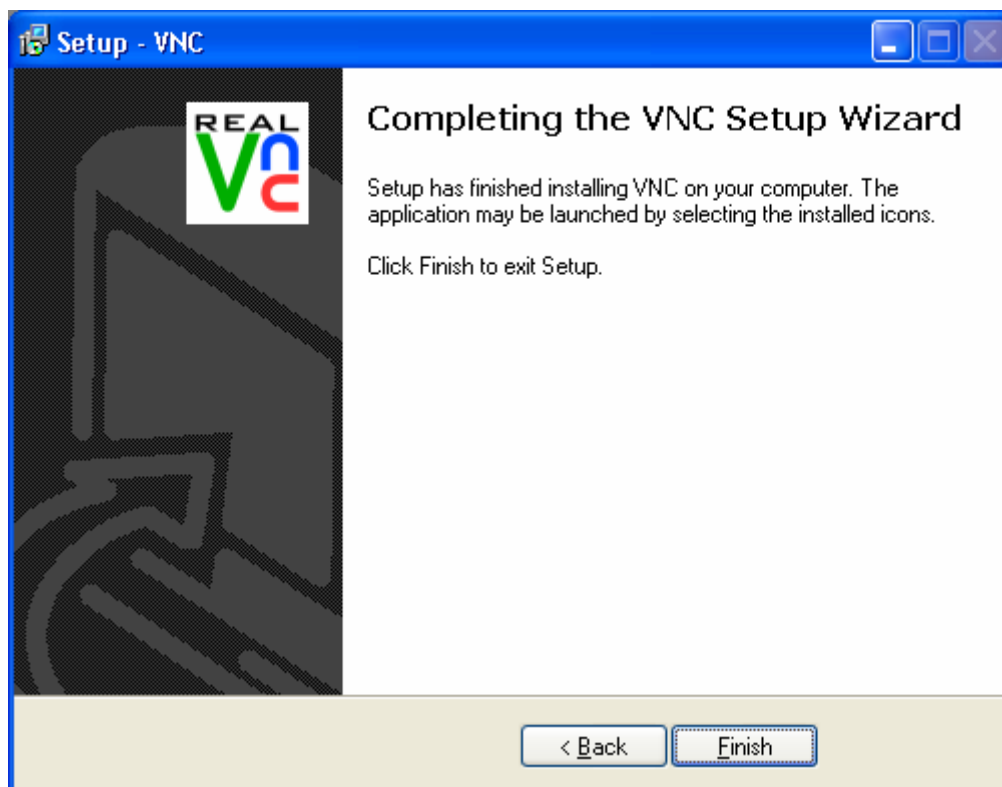 Setup - VNC
REAL
Vnc
Completing the VNC Setup Wizard
Setup has finished installing VNC on your computer. The
application may be launched by selecting the installed icons.
Click Finish to exit Setup.
< Back
Finish